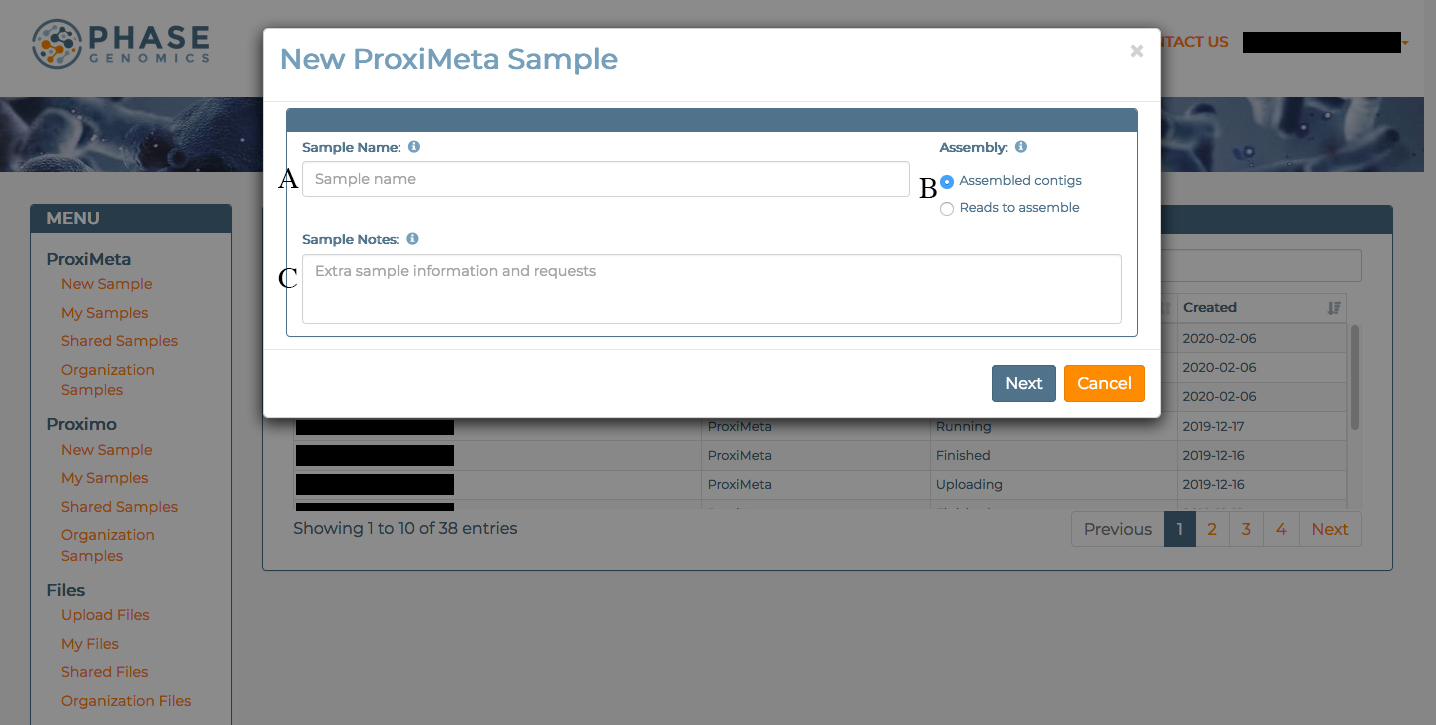 PHASE
GENOMICS
NTACT US
New ProxiMeta Sample
×
Sample Name:
A
Sample name
Assembly:
B
Assembled contigs
Reads to assemble
Sample Notes:
C
Extra sample information and requests
Next
Cancel
MENU
ProxiMeta
New Sample
My Samples
Shared Samples
Organization
Samples
Proximo
New Sample
My Samples
Shared Samples
Organization
Samples
Files
Upload Files
My Files
Shared Files
Organization Files
Created
2020-02-06
2020-02-06
2020-02-06
ProxiMeta Running 2019-12-17
ProxiMeta Finished 2019-12-16
ProxiMeta Uploading 2019-12-16
Showing 1 to 10 of 38 entries
Previous 1 2 3 4 Next